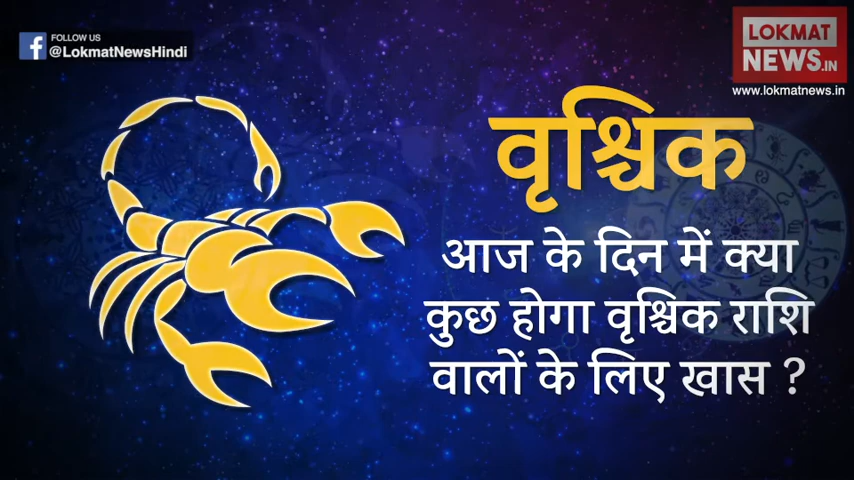 FOLLOW US
@LokmatNewsHindi
LOKMAT
NEWS.IN
www.lokmatnews.in
वृश्चिक
आज के दिन में क्या
कुछ होगा वृश्चिक राशि
वालों के लिए खास ?